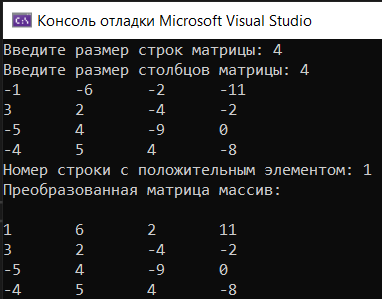 Консоль отладки Microsoft Visual Studio
Введите размер строк матрицы: 4
Введите размер столбцов матрицы: 4
-1 -6 -2 -11
3 2 -4 -2
-5 4 -9 0
-4 5 4 -8
Номер строки с положительным элементом: 1
Преобразованная матрица массив:
1 6 2 11
3 2 -4 -2
-5 4 -9 0
-4 5 4 -8